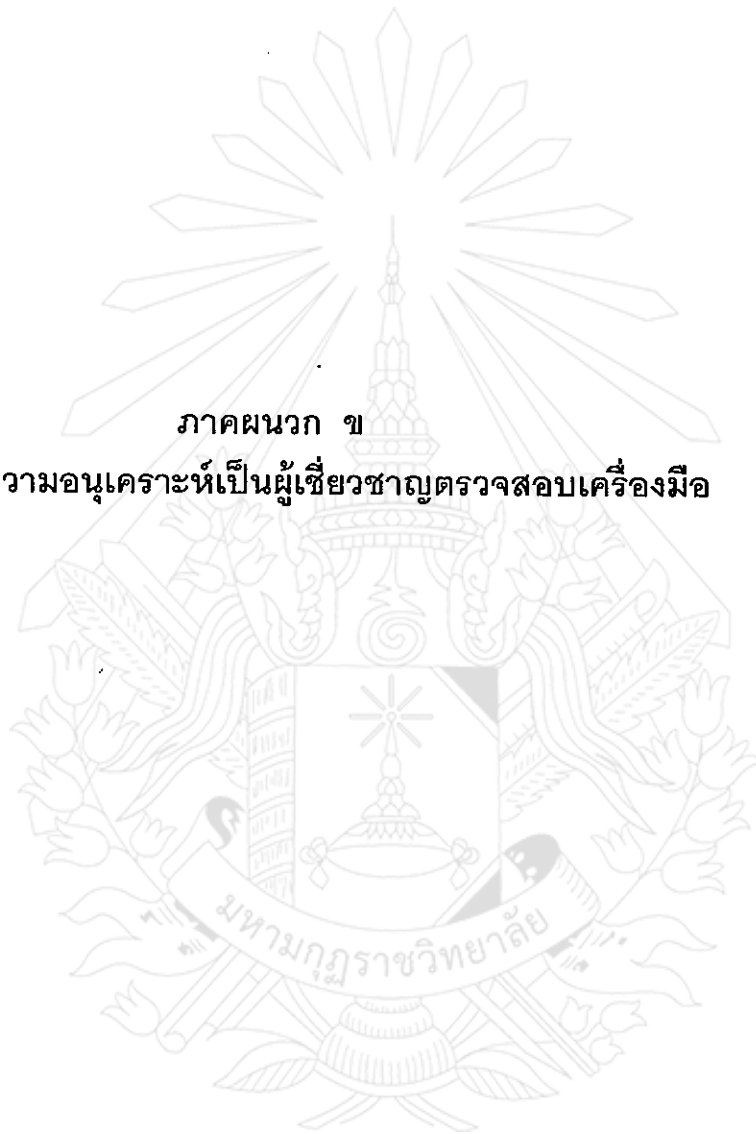 ภาคผนวก ข
วามอนุเคราะห์เป็นผู้เชี่ยวชาญตรวจสอบเครื่องมือ
มหามกุฏราชวิทยาลัย